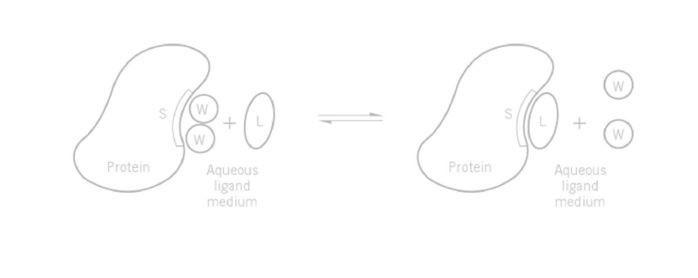 S
W
W
+
L
Protein
Aqueous
ligand
medium
S
L
+
W
W
Protein
Aqueous
ligand
medium